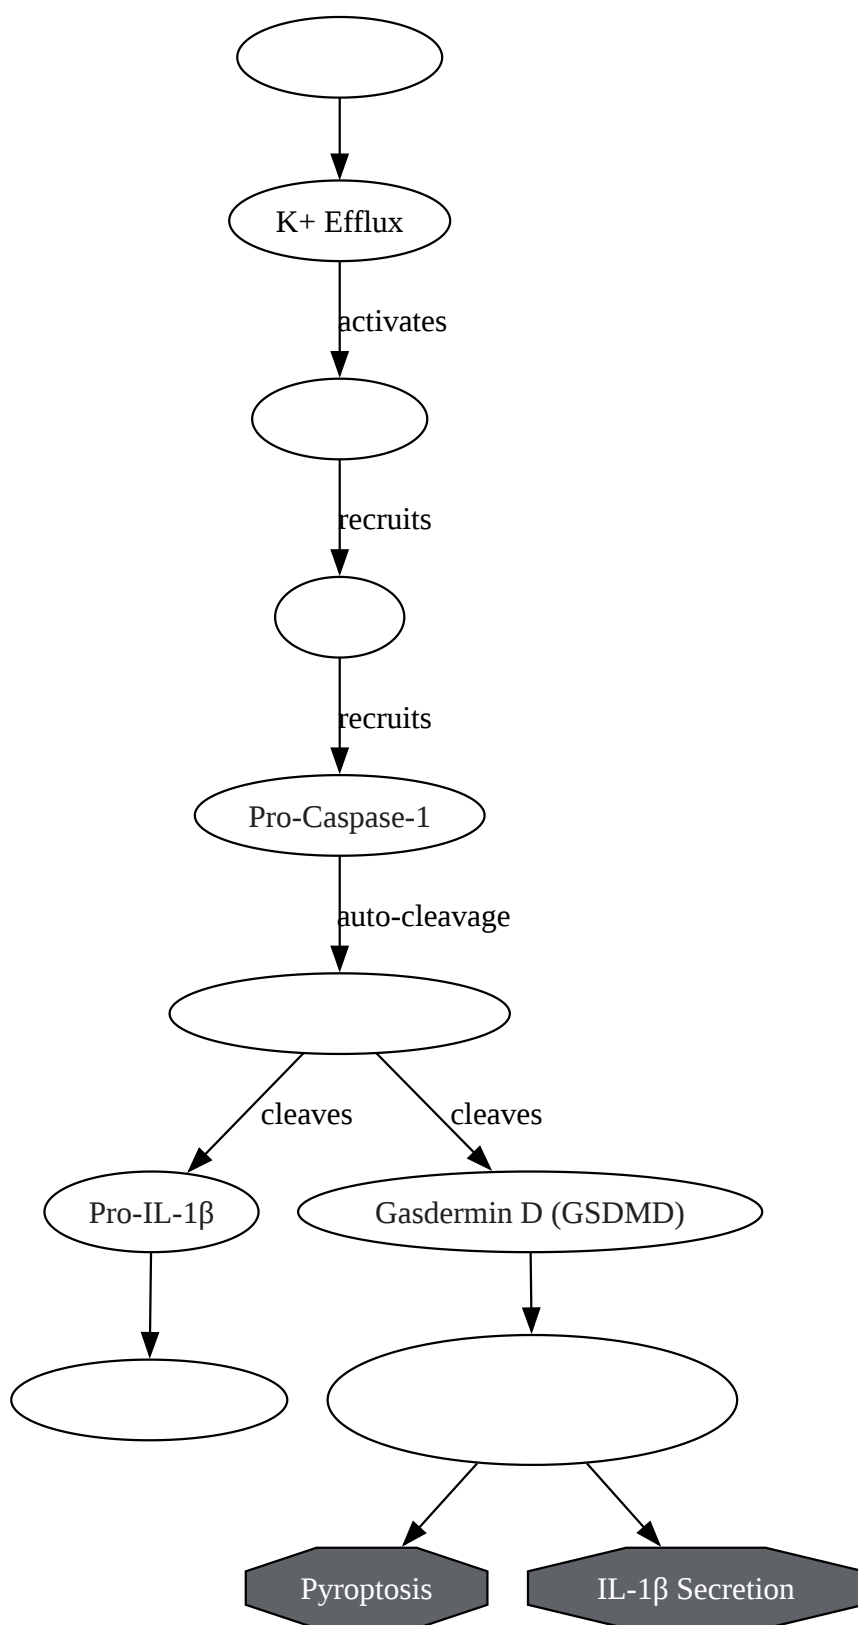 K+ Efflux
activates
recruits
recruits
Pro-Caspase-1
auto-cleavage
cleaves
cleaves
Pro-IL-1β
Gasdermin D (GSDMD)
Pyroptosis
IL-1β Secretion